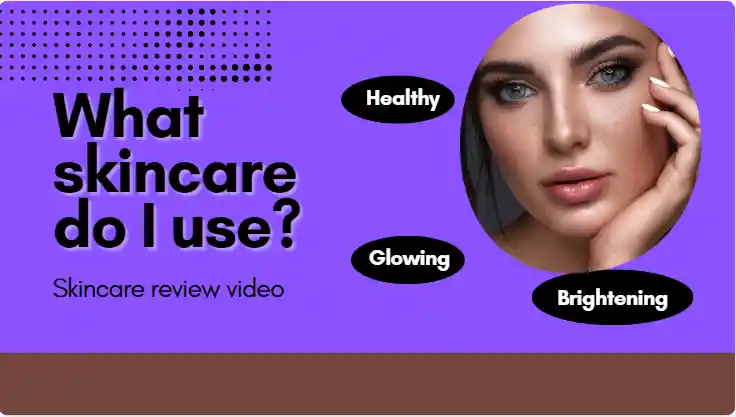 What
skincare
do I use?
Skincare review video
Healthy
Glowing
Brightening